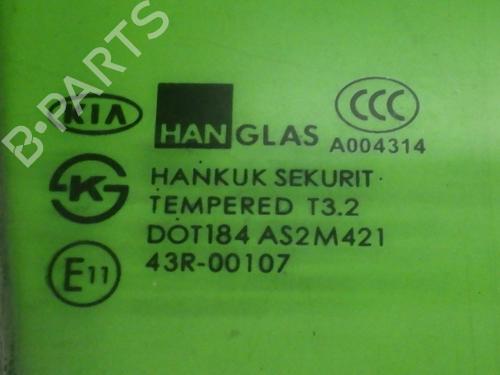 B-PARTS
KIA HANGLAS CCC
A004314
K HANKUK SEKURIT
TEMPERED T3.2
DOT184 AS2M421
E11 43R-00107